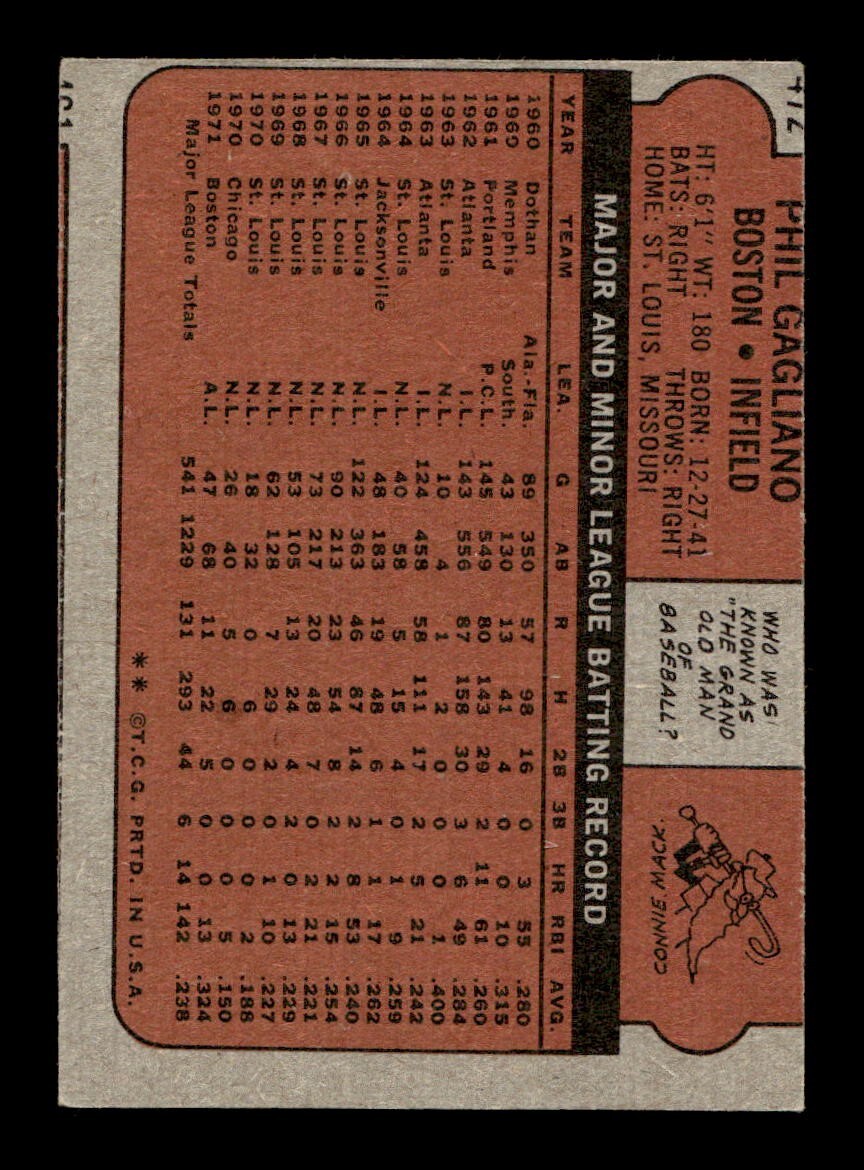 472
PHIL GAGLIANO
BOSTON • INFIELD
HT: 6'1" WT: 180 BORN: 12-27-41
BATS: RIGHT THROWS: RIGHT
HOME: ST. LOUIS, MISSOURI
WHO WAS
KNOWN AS
"THE GRAND
OLD MAN
OF
BASEBALL?
CONNIE MACK.
MAJOR AND MINOR LEAGUE BATTING RECORD
YEAR TEAM LEA. G AB R H 2B 3B HR RBI AVG.
1960 Dothan Ala.-Fla. 89 350 57 98 16 0 3 55 .280
1960 Memphis South. 43 130 13 41 4 0 0 10 .315
1961 Portland P.C.L. 145 549 80 143 29 2 11 61 .260
1962 Atlanta I.L. 143 556 87 158 30 3 6 49 .284
1963 St. Louis N.L. 10 4 1 2 0 0 0 1 .400
1963 Atlanta I.L. 124 458 58 111 17 2 5 21 .242
1964 St. Louis N.L. 40 58 5 15 4 0 1 9 .259
1964 Jacksonville I.L. 48 183 19 48 6 1 1 17 .262
1965 St. Louis N.L. 122 363 46 87 14 2 8 53 .240
1966 St. Louis N.L. 90 213 23 54 8 2 2 15 .254
1967 St. Louis N.L. 73 217 20 48 7 0 2 21 .221
1968 St. Louis N.L. 53 105 13 24 4 2 0 13 .229
1969 St. Louis N.L. 62 128 7 29 2 0 1 10 .227
1970 St. Louis N.L. 18 32 0 6 0 0 0 2 .188
1970 Chicago N.L. 26 40 5 6 0 0 0 5 .150
1971 Boston A.L. 47 68 11 22 5 0 0 13 .324
Major League Totals 541 1229 131 293 44 6 14 142 .238
** ©T.C.G. PRTD. IN U.S.A.